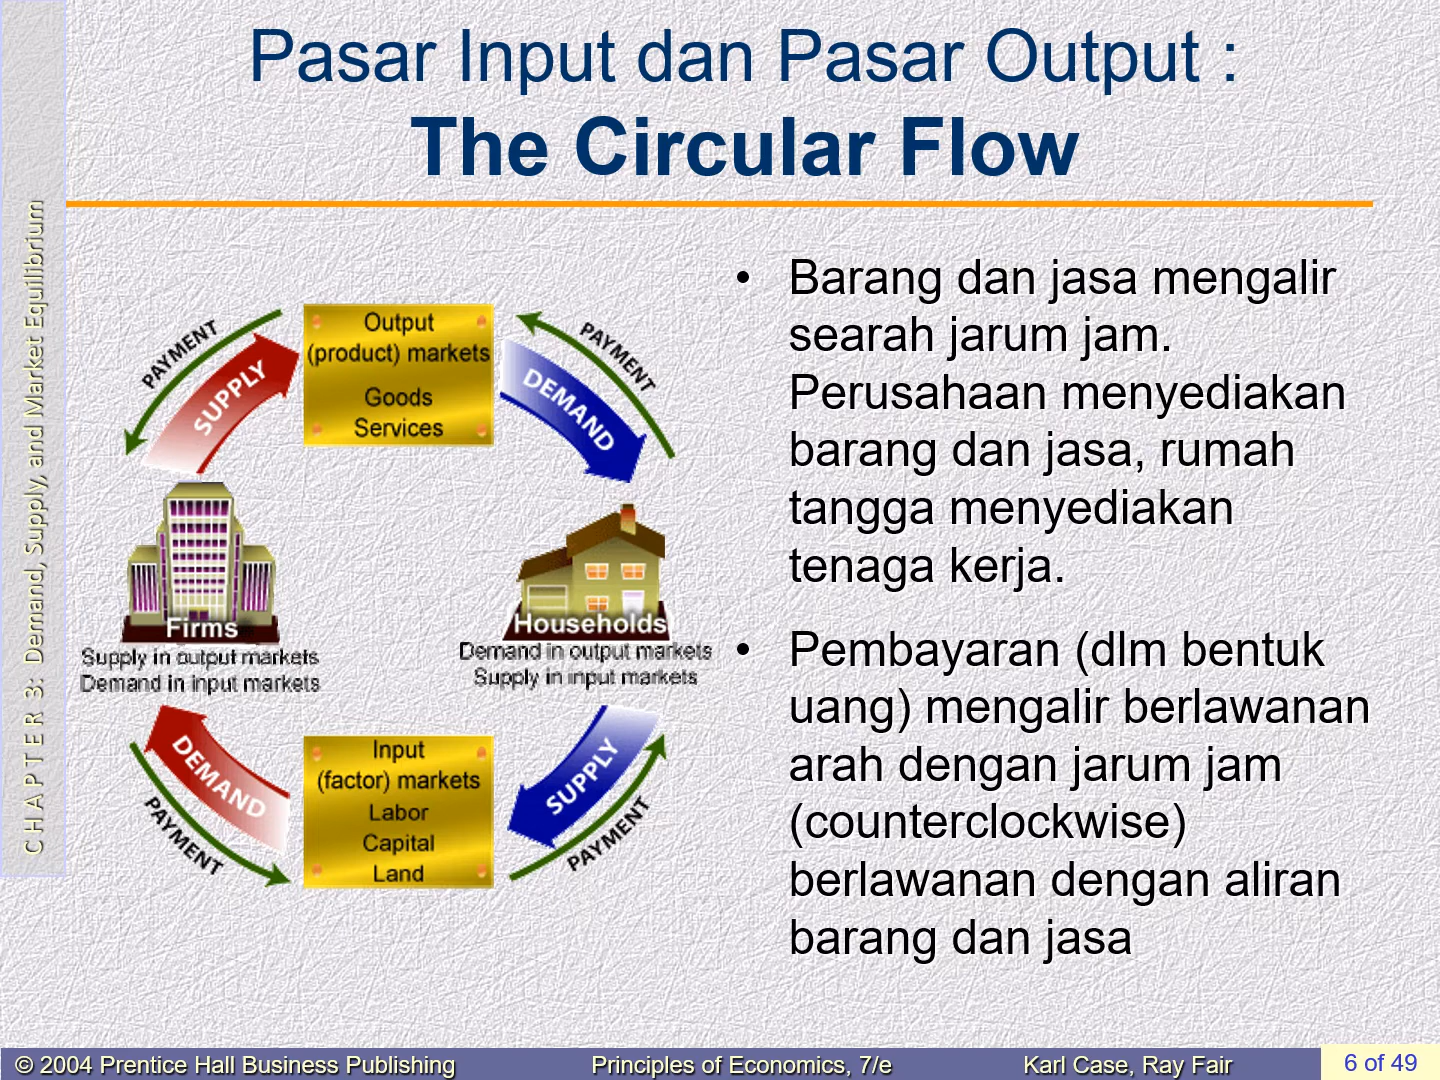 Pasar Input dan Pasar Output :
The Circular Flow
CHAPTER 3: Demand, Supply, and Market Equilibrium
Output
(product) markets
Goods
Services
PAYMENT
SUPPLY
DEMAND
PAYMENT
Firms
Supply in output markets
Demand in input markets
Households
Demand in output markets
Supply in input markets
DEMAND
PAYMENT
Input
(factor) markets
Labor
Capital
Land
SUPPLY
PAYMENT
• Barang dan jasa mengalir
searah jarum jam.
Perusahaan menyediakan
barang dan jasa, rumah
tangga menyediakan
tenaga kerja.
• Pembayaran (dlm bentuk
uang) mengalir berlawanan
arah dengan jarum jam
(counterclockwise)
berlawanan dengan aliran
barang dan jasa
© 2004 Prentice Hall Business Publishing
Principles of Economics, 7/e
Karl Case, Ray Fair
6 of 49